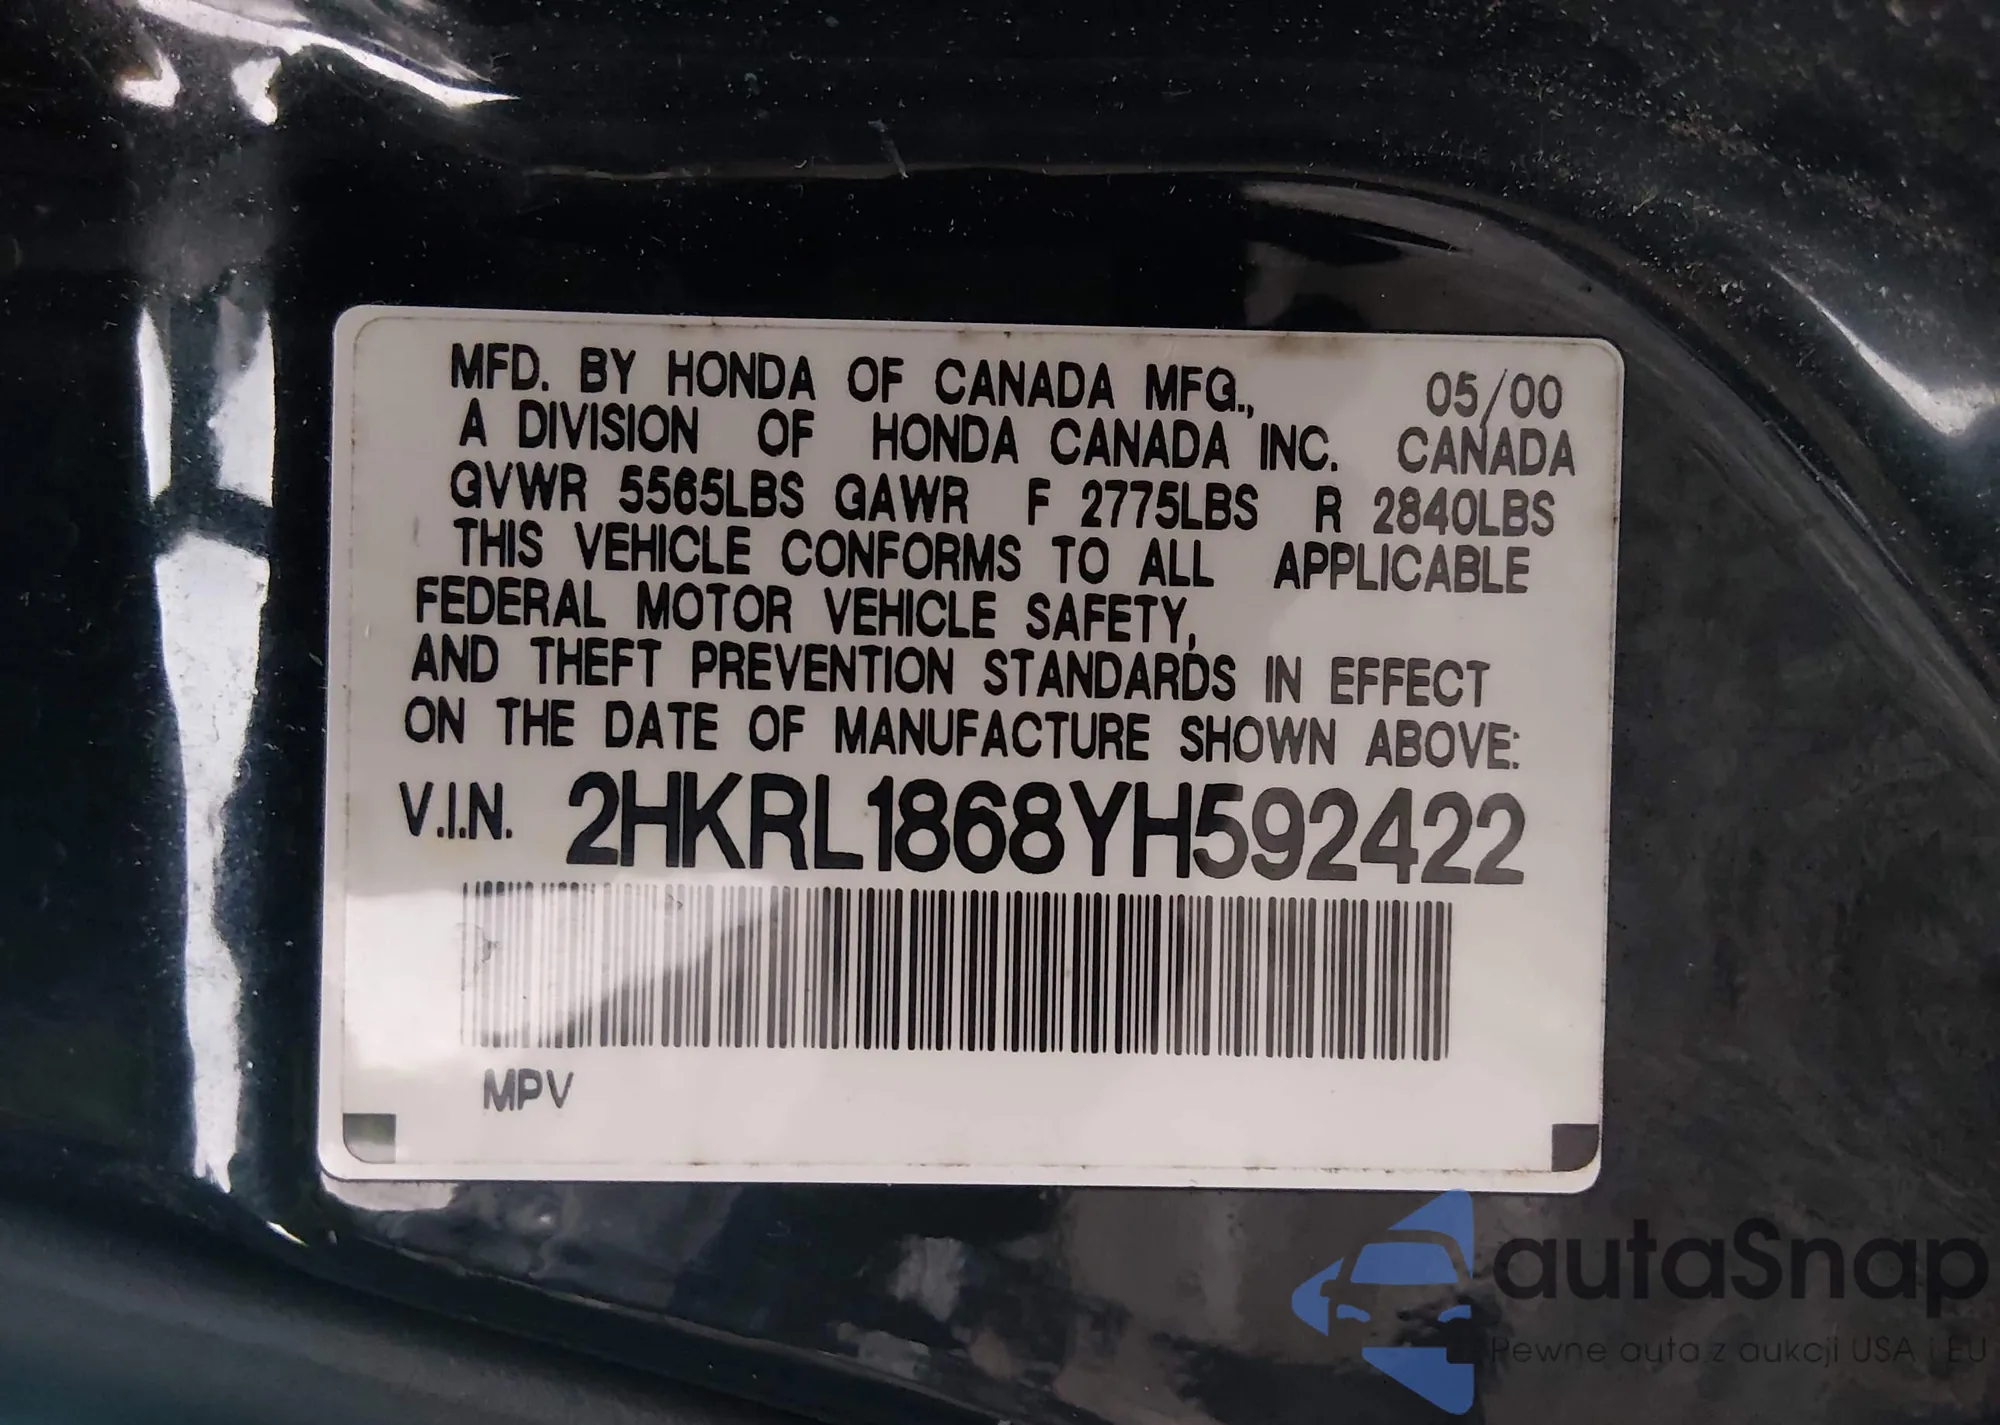 MFD. BY HONDA OF CANADA MFG., 05/00
A DIVISION OF HONDA CANADA INC. CANADA
GVWR 5565LBS GAWR F 2775LBS R 2840LBS
THIS VEHICLE CONFORMS TO ALL APPLICABLE
FEDERAL MOTOR VEHICLE SAFETY,
AND THEFT PREVENTION STANDARDS IN EFFECT
ON THE DATE OF MANUFACTURE SHOWN ABOVE:
V.I.N. 2HKRL1868YH592422
MPV
autaSnap
Pewne auta z aukcji USA i EU